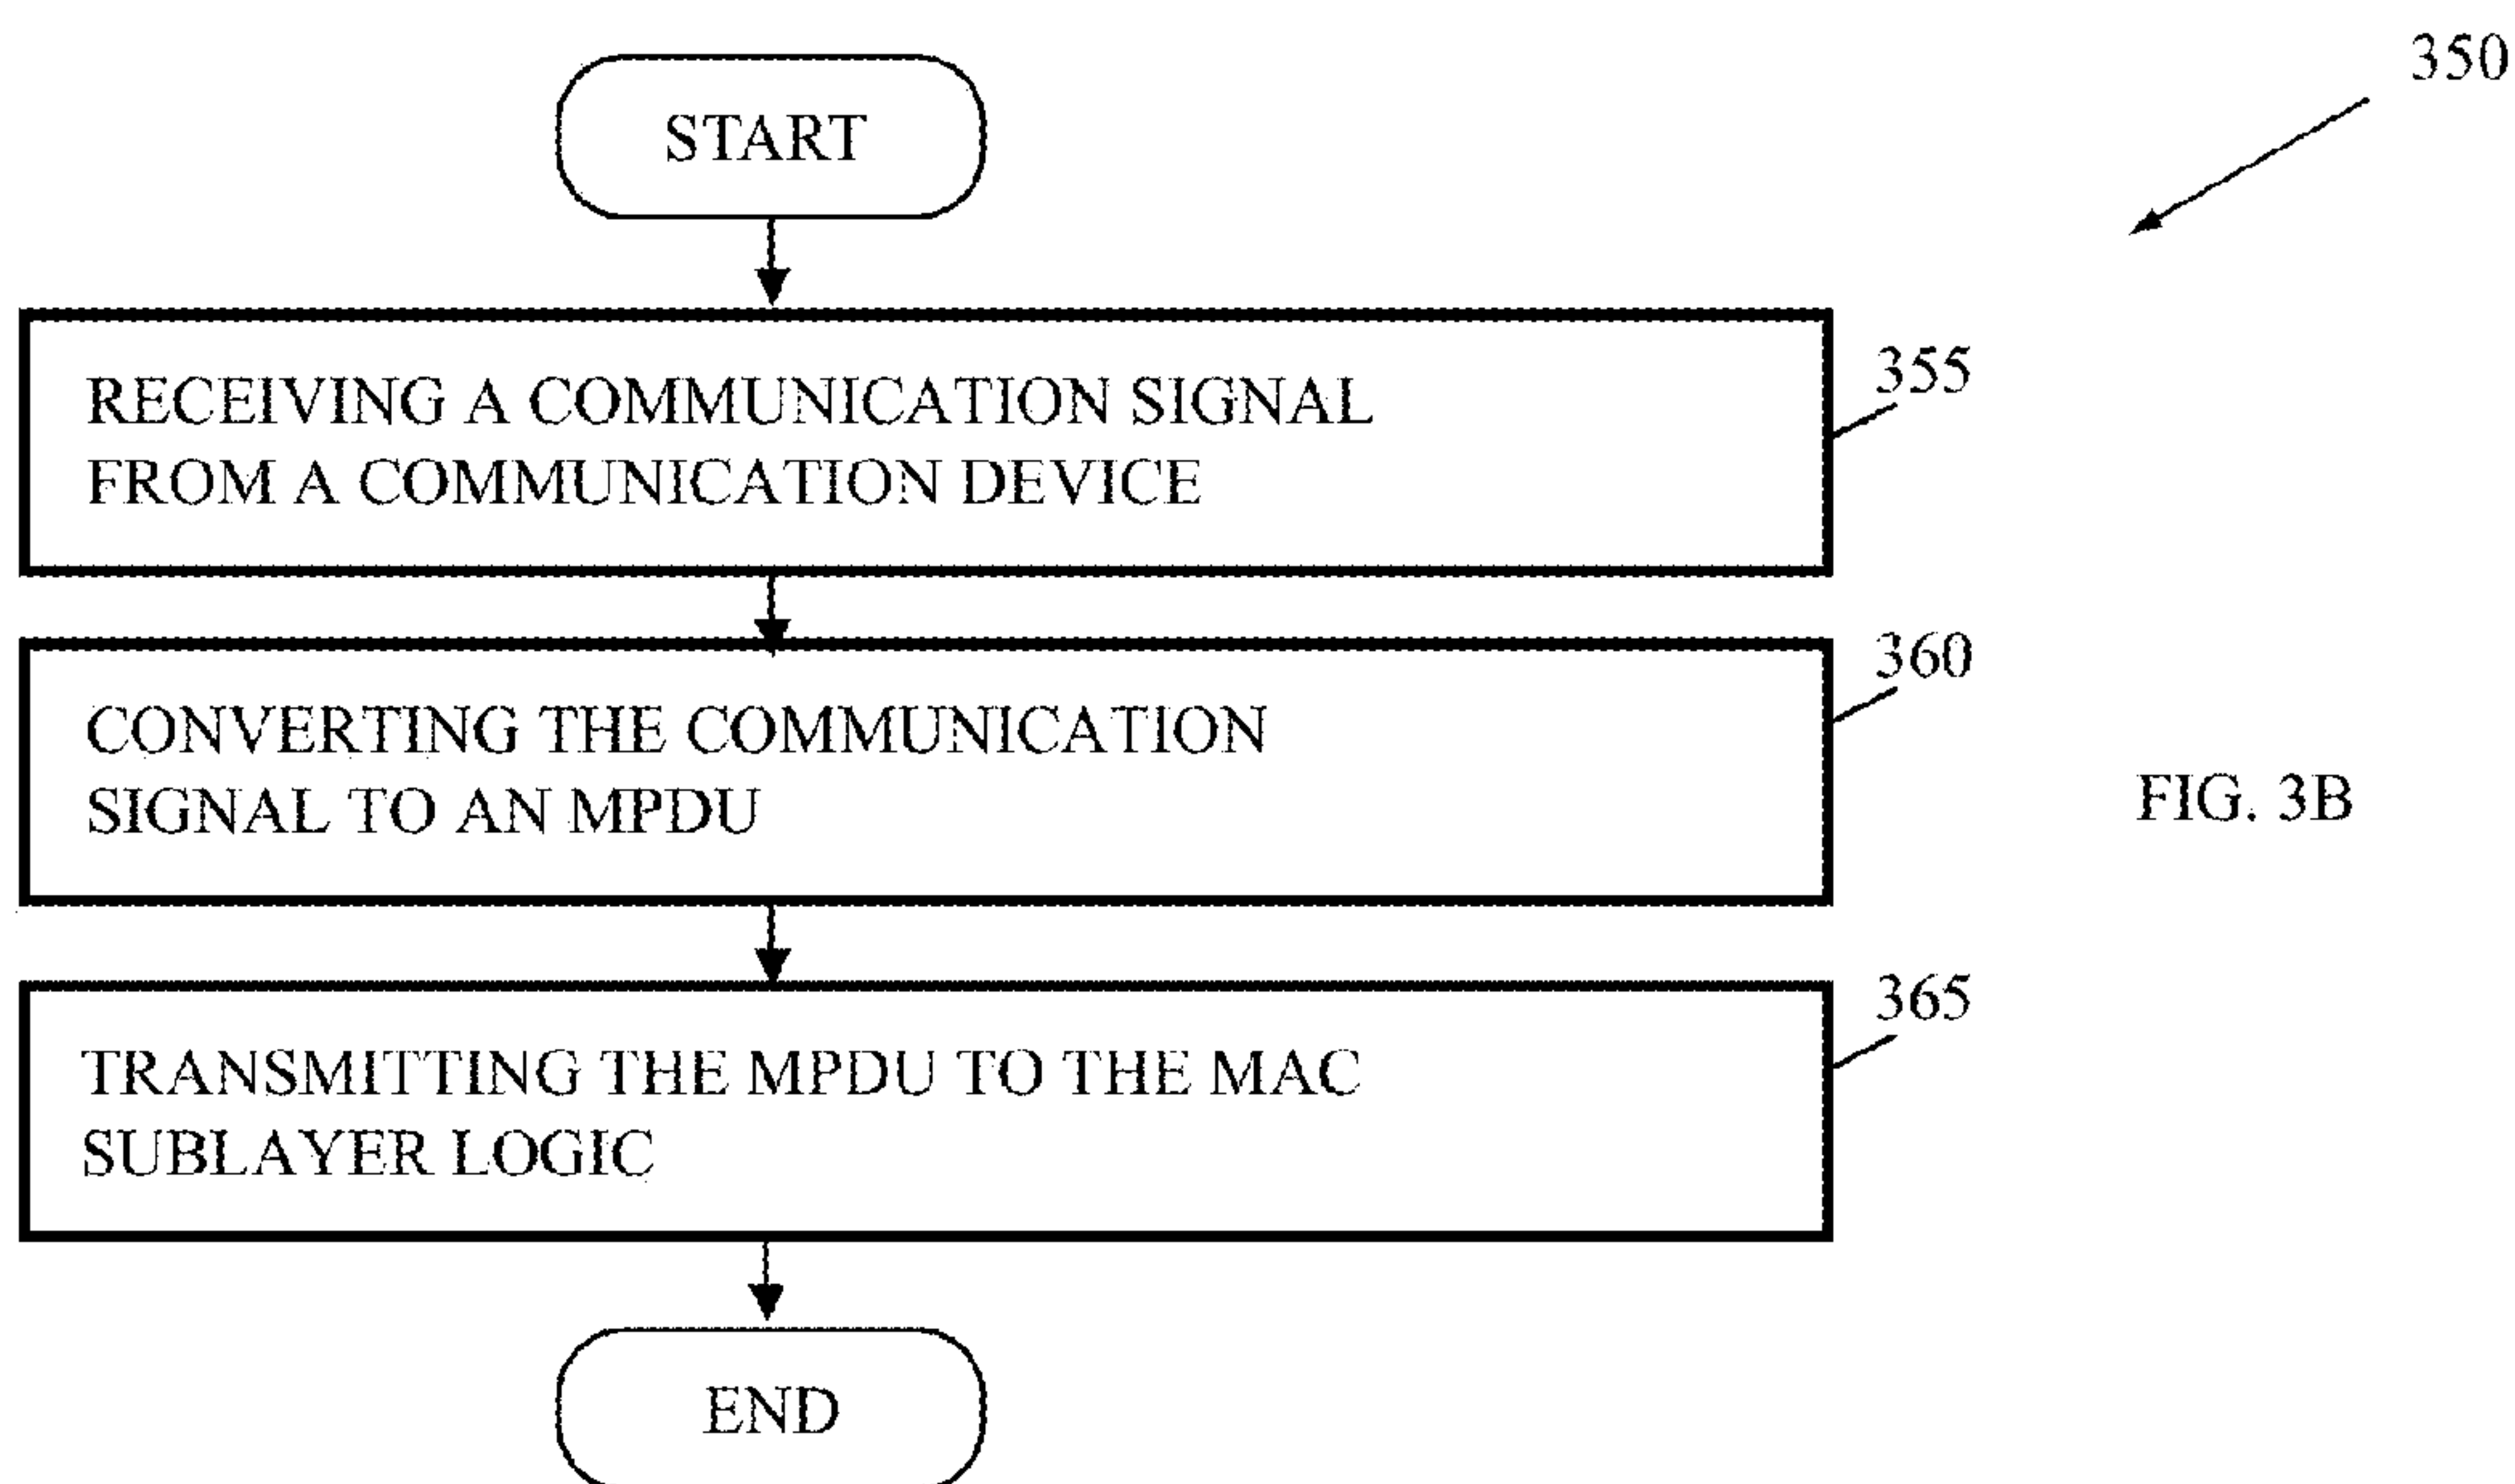 350
START
RECEIVING A COMMUNICATION SIGNAL
FROM A COMMUNICATION DEVICE
355
CONVERTING THE COMMUNICATION
SIGNAL TO AN MPDU
360
FIG. 3B
TRANSMITTING THE MPDU TO THE MAC
SUBLAYER LOGIC
365
END